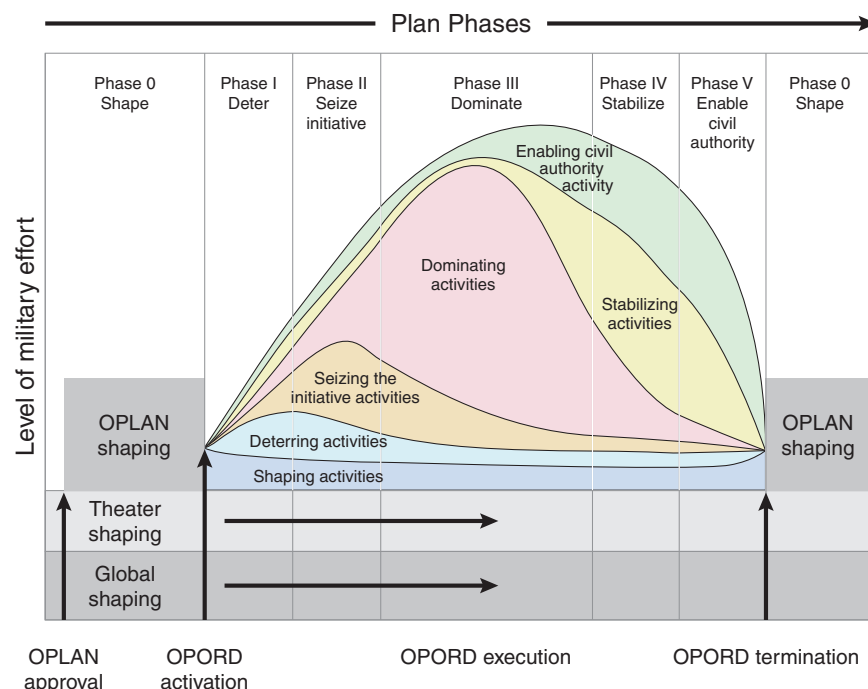 Plan Phases
Phase 0
Shape
Phase I
Deter
Phase II
Seize
initiative
Phase III
Dominate
Phase IV
Stabilize
Phase V
Enable
civil
authority
Phase 0
Shape
Level of military effort
Enabling civil
authority
activity
Dominating
activities
Stabilizing
activities
Seizing the
initiative activities
Deterring activities
Shaping activities
OPLAN
shaping
OPLAN
shaping
Theater
shaping
Global
shaping
OPLAN
approval
OPORD
activation
OPORD execution
OPORD termination